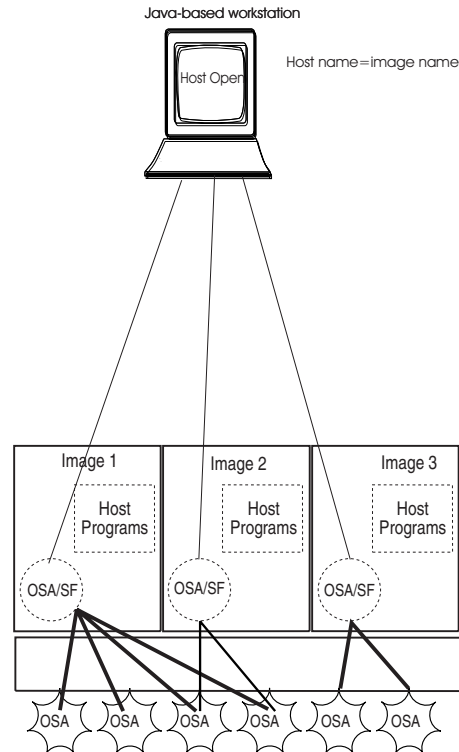 Java-based workstation
Host Open
Host name=image name
Image 1
Image 2
Image 3
Host
Programs
Host
Programs
Host
Programs
OSA/SF
OSA/SF
OSA/SF
OSA
OSA
OSA
OSA
OSA
OSA